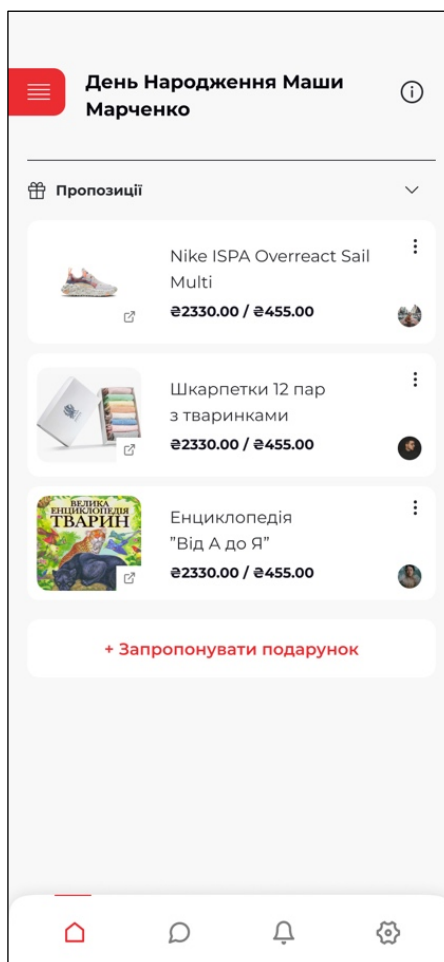 День Народження Маши
Марченко
Пропозиції
Nike ISPA Overreact Sail
Multi
₴2330.00 / ₴455.00
Шкарпетки 12 пар
з тваринками
₴2330.00 / ₴455.00
ВЕЛИКА
ЕНЦИКЛОПЕДІЯ
ТВАРИН
Енциклопедія
”Від А до Я”
₴2330.00 / ₴455.00
+ Запропонувати подарунок